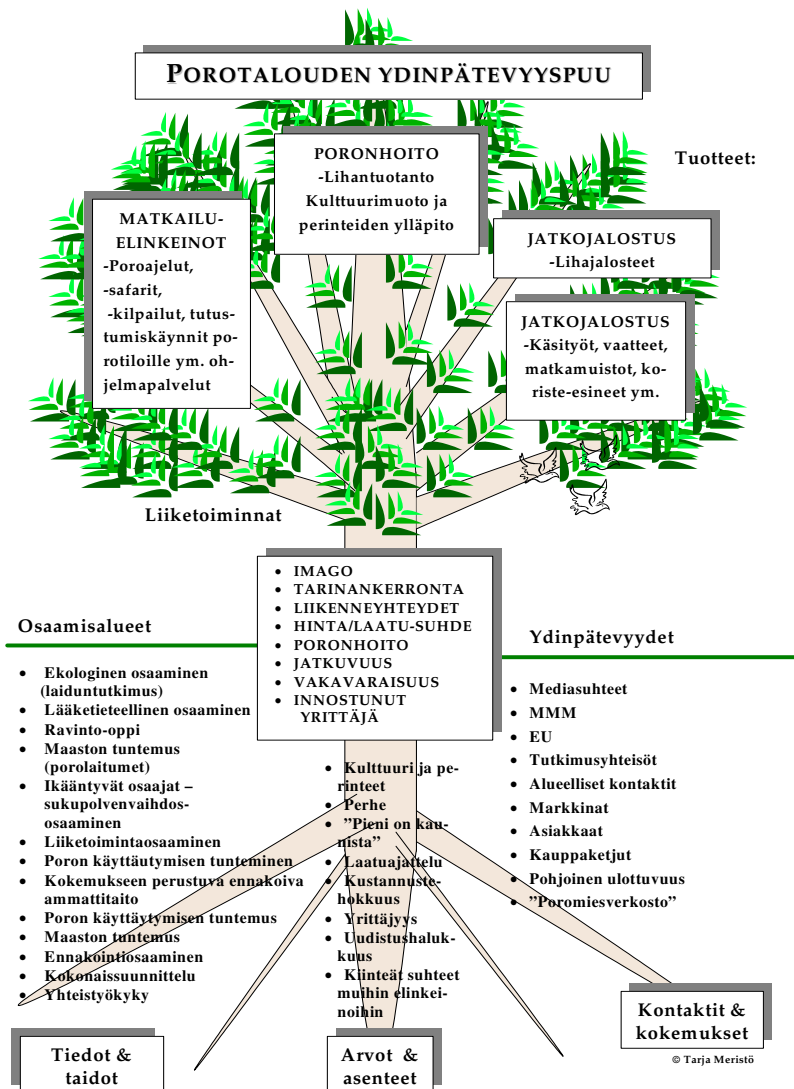 POROTALOUDEN YDINPÄTEVYYSPUU
Tuotteet:
PORONHOITO
-Lihantuotanto
Kulttuurimuoto ja
perinteiden ylläpito
MATKAILU-
ELINKEINOT
-Poroajelut,
-safarit,
-kilpailut, tutus-
tumiskäynnit po-
rotiloille ym. oh-
jelmapalvelut
JATKOJALOSTUS
-Lihajalosteet
JATKOJALOSTUS
-Käsityöt, vaatteet,
matkamuistot, ko-
riste-esineet ym.
Liiketoiminnat
• IMAGO
• TARINANKERRONTA
• LIIKENNEYHTEYDET
• HINTA/LAATU-SUHDE
• PORONHOITO
• JATKUVUUS
• VAKAVARAISUUS
• INNOSTUNUT
YRITTÄJÄ
Osaamisalueet
• Ekologinen osaaminen
(laiduntutkimus)
• Lääketieteellinen osaaminen
• Ravinto-oppi
• Maaston tuntemus
(porolaitumet)
• Ikääntyvät osaajat –
sukupolvenvaihdos-
osaaminen
• Liiketoimintaosaaminen
• Poron käyttäutymisen tunteminen
• Kokemukseen perustuva ennakoiva
ammattitaito
• Poron käyttäytymisen tuntemus
• Maaston tuntemus
• Ennakointiosaaminen
• Kokonaissuunnittelu
• Yhteistyökyky
• Kulttuuri ja pe-
rinteet
• Perhe
• ”Pieni on kau-
nista”
• Laatuajattelu
• Kustannuste-
hokkuus
• Yrittäjyys
• Uudistushaluk-
kuus
• Kiinteät suhteet
muihin elinkei-
noihin
Ydinpätevyydet
• Mediasuhteet
• MMM
• EU
• Tutkimusyhteisöt
• Alueelliset kontaktit
• Markkinat
• Asiakkaat
• Kauppaketjut
• Pohjoinen ulottuvuus
• ”Poromiesverkosto”
Tiedot &
taidot
Arvot &
asenteet
Kontaktit &
kokemukset
© Tarja Meristö